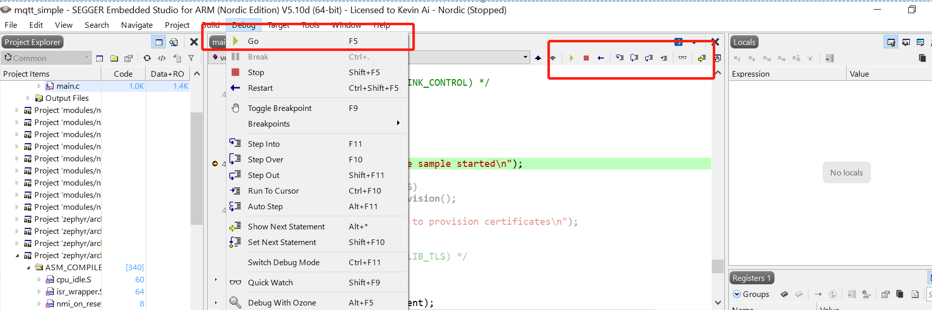 mqtt_simple - SEGGER Embedded Studio for ARM (Nordic Edition) V5.10d (64-bit) - Licensed to Kevin Ai - Nordic (Stopped)
File Edit View Search Navigate Project Build Debug Target Tools Window Help
Project Explorer
Common
Project Items Code Data+RO
main.c 1.0K 1.4K
Output Files
Project 'modules/n
Project 'modules/n
Project 'modules/n
Project 'modules/n
Project 'modules/n
Project 'modules/n
Project 'modules/n
Project 'modules/n
Project 'modules/n
Project 'zephyr/arc
Project 'zephyr/arc
Project 'zephyr/arc
ASM_COMPILE [340]
cpu_idle.S 60
isr_wrapper.S 64
nmi_on_rese 8
Go F5
Break Ctrl+.
Stop Shift+F5
Restart Ctrl+Shift+F5
Toggle Breakpoint F9
Breakpoints
Step Into F11
Step Over F10
Step Out Shift+F11
Run To Cursor Ctrl+F10
Auto Step Alt+F11
Show Next Statement Alt+*
Set Next Statement Shift+F10
Switch Debug Mode Ctrl+F11
Quick Watch Shift+F9
Debug With Ozone Alt+F5
INK_CONTROL) */
e sample started\n");
S)
vision();
to provision certificates\n");
LIB_TLS) */
ent);
Locals
Expression Value
No locals
Registers 1
Groups
Name Value